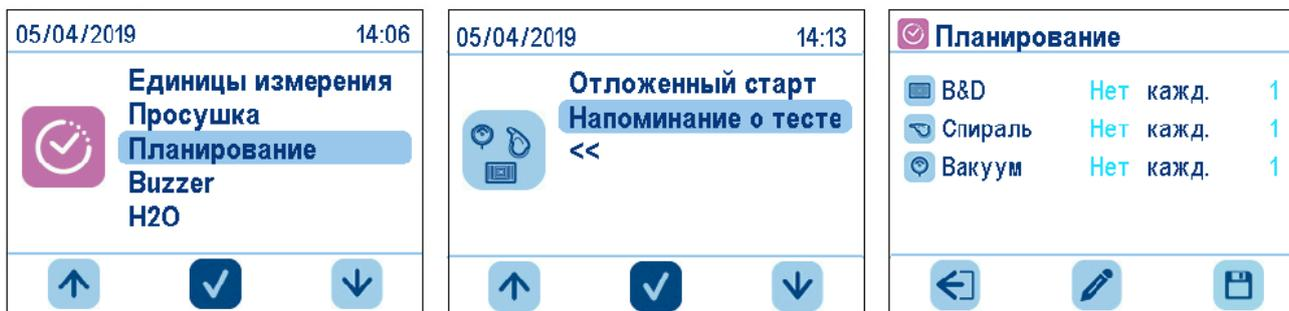 05/04/2019 14:06
Единицы измерения
Просушка
Планирование
Buzzer
H2O
05/04/2019 14:13
Отложенный старт
Напоминание о тесте
<<
Планирование
B&D Нет кажд. 1
Спираль Нет кажд. 1
Вакуум Нет кажд. 1